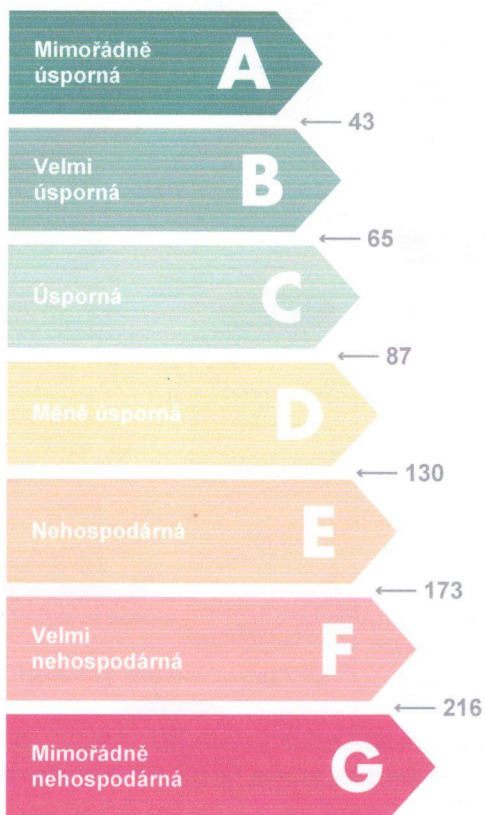 Mimořádně
úsporná
A
← 43
Velmi
úsporná
B
← 65
Úsporná
C
← 87
Méně úsporná
D
← 130
Nehospodárná
E
← 173
Velmi
nehospodárná
F
← 216
Mimořádně
nehospodárná
G